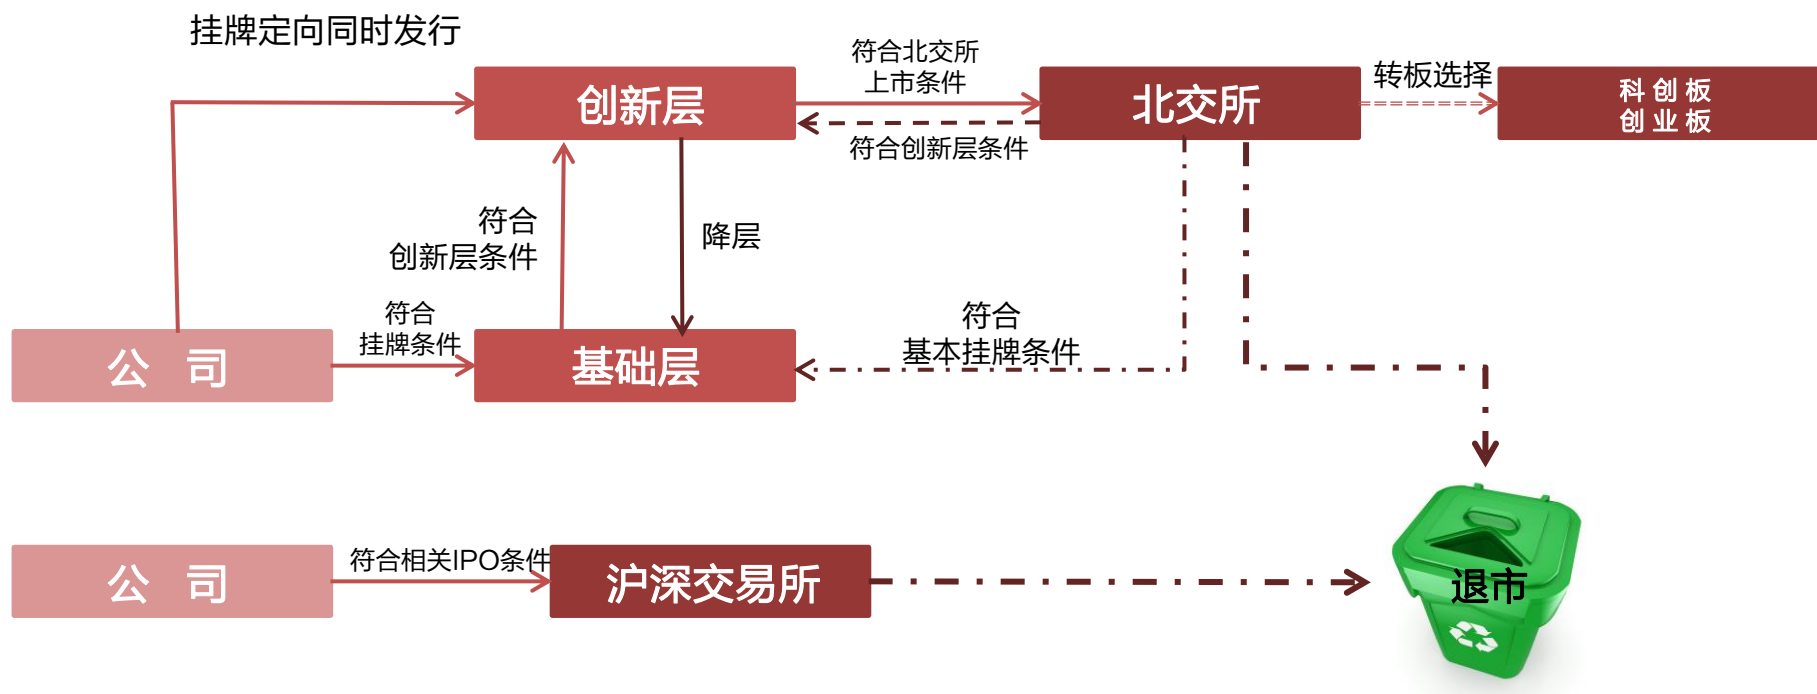 挂牌定向同时发行
符合北交所
上市条件
转板选择
创新层
北交所
科 创 板
创 业 板
符合创新层条件
符合
创新层条件
降层
符合
挂牌条件
符合
基本挂牌条件
公 司
基础层
符合相关IPO条件
公 司
沪深交易所
退市